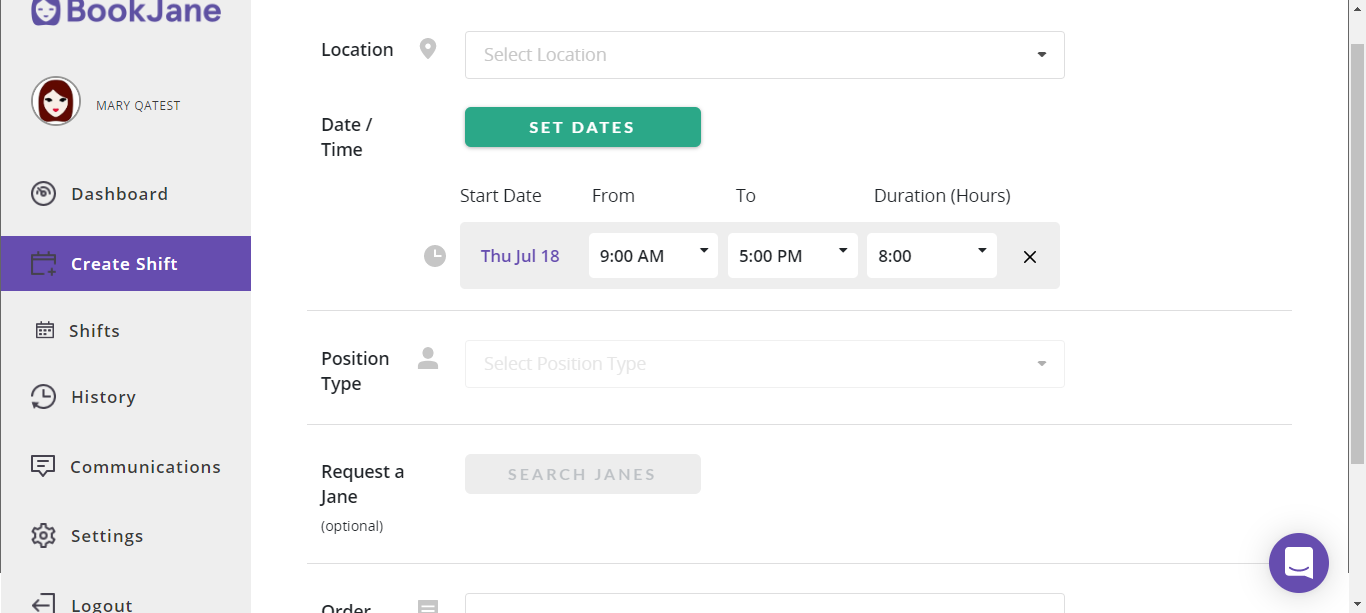 BookJane
MARY QATEST
Dashboard
Create Shift
Shifts
History
Communications
Settings
Logout
Location
Select Location
Date /
Time
SET DATES
Start Date
From
To
Duration (Hours)
Thu Jul 18
9:00 AM
5:00 PM
8:00
Position
Type
Select Position Type
Request a
Jane
(optional)
SEARCH JANES
Order